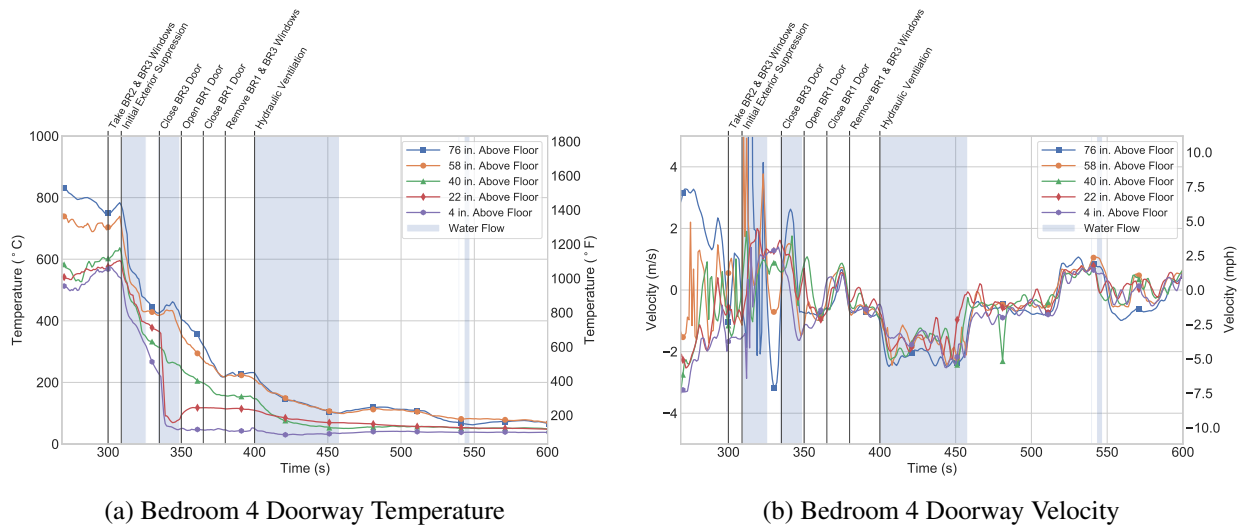 Take BR2 & BR3 Windows
Initial Exterior Suppression
Close BR3 Door
Open BR1 Door
Close BR1 Door
Remove BR1 & BR3 Windows
Hydraulic Ventilation
1000
800
600
400
200
0
Temperature (°C)
1800
1600
1400
1200
1000
800
600
400
200
Temperature (°F)
76 in. Above Floor
58 in. Above Floor
40 in. Above Floor
22 in. Above Floor
4 in. Above Floor
Water Flow
300 350 400 450 500 550 600
Time (s)
(a) Bedroom 4 Doorway Temperature
Take BR2 & BR3 Windows
Initial Exterior Suppression
Close BR3 Door
Open BR1 Door
Close BR1 Door
Remove BR1 & BR3 Windows
Hydraulic Ventilation
4
2
0
−2
−4
Velocity (m/s)
10.0
7.5
5.0
2.5
0.0
−2.5
−5.0
−7.5
−10.0
Velocity (mph)
76 in. Above Floor
58 in. Above Floor
40 in. Above Floor
22 in. Above Floor
4 in. Above Floor
Water Flow
300 350 400 450 500 550 600
Time (s)
(b) Bedroom 4 Doorway Velocity